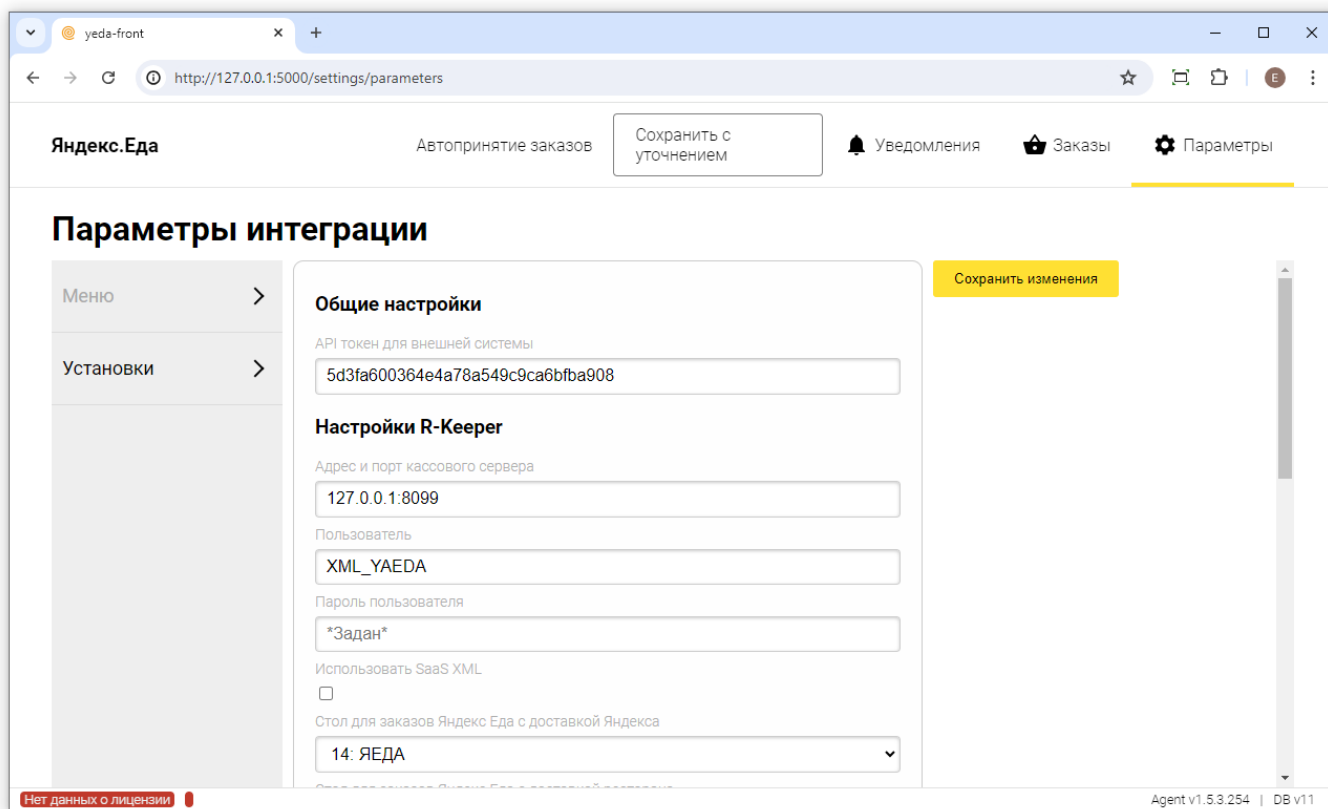 yeda-front
http://127.0.0.1:5000/settings/parameters
E
Яндекс.Еда
Автопринятие заказов
Сохранить с
уточнением
Уведомления
Заказы
Параметры
Параметры интеграции
Меню
Установки
Общие настройки
API токен для внешней системы
5d3fa600364e4a78a549c9ca6bfba908
Настройки R-Keeper
Адрес и порт кассового сервера
127.0.0.1:8099
Пользователь
XML_YAEDA
Пароль пользователя
*Задан*
Использовать SaaS XML
Стол для заказов Яндекс Еда с доставкой Яндекса
14: ЯЕДА
Сохранить изменения
Нет данных о лицензии
Agent v1.5.3.254 | DB v11